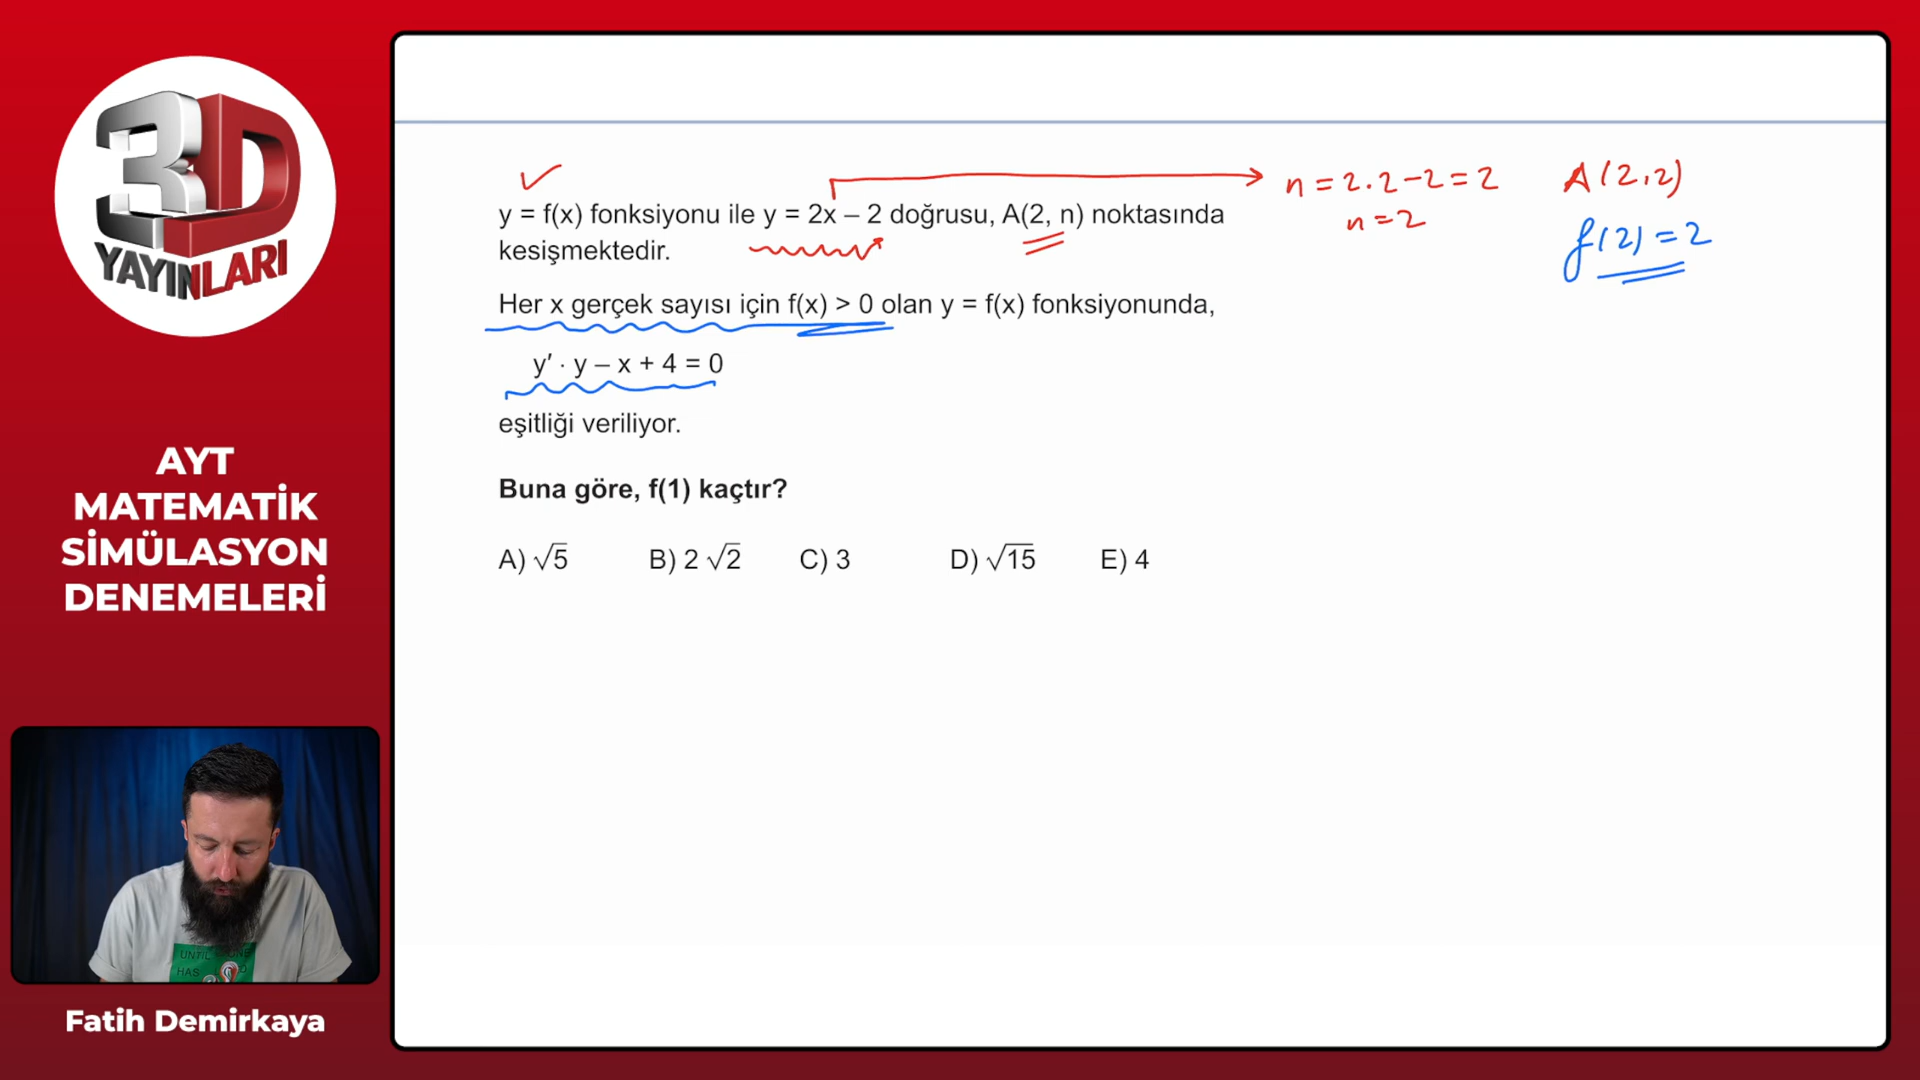 3D
YAYINLARI
AYT
MATEMATİK
SİMÜLASYON
DENEMELERİ
UNTIL
HAS
Fatih Demirkaya
n = 2.2-2 = 2
n = 2
A(2,2)
f(2) = 2
y = f(x) fonksiyonu ile y = 2x – 2 doğrusu, A(2, n) noktasında
kesişmektedir.
Her x gerçek sayısı için f(x) > 0 olan y = f(x) fonksiyonunda,
y′ · y – x + 4 = 0
eşitliği veriliyor.
Buna göre, f(1) kaçtır?
A) √5 B) 2 √2 C) 3 D) √15 E) 4